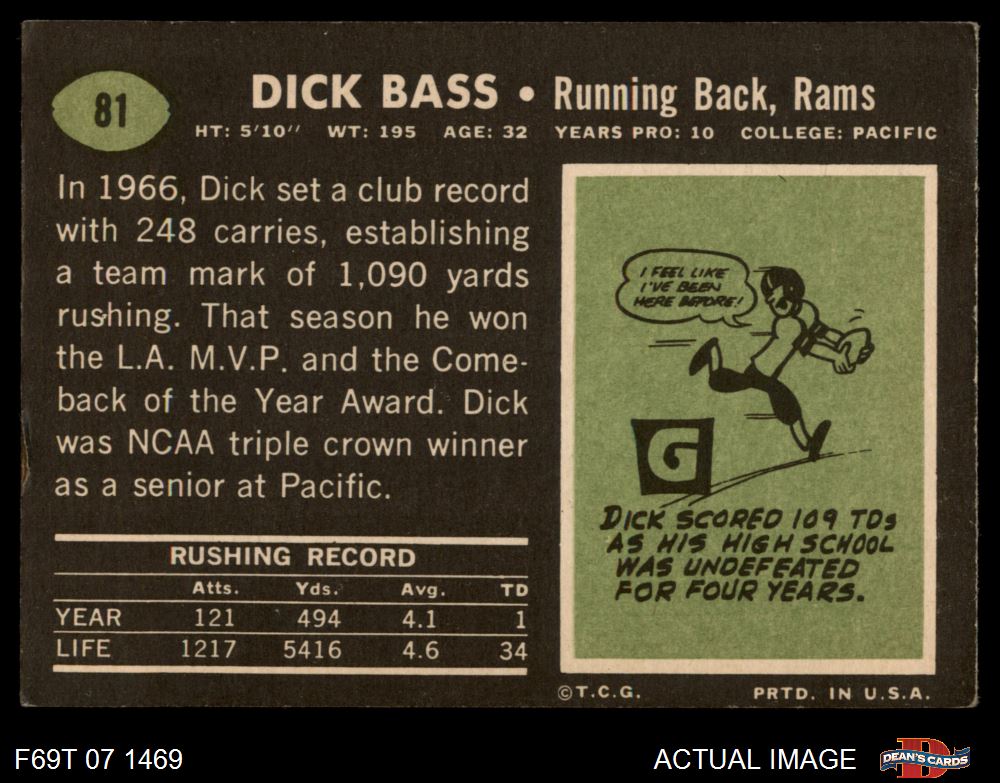 81
DICK BASS • Running Back, Rams
HT: 5'10" WT: 195 AGE: 32 YEARS PRO: 10 COLLEGE: PACIFIC
In 1966, Dick set a club record
with 248 carries, establishing
a team mark of 1,090 yards
rushing. That season he won
the L.A. M.V.P. and the Come-
back of the Year Award. Dick
was NCAA triple crown winner
as a senior at Pacific.
RUSHING RECORD
Atts. Yds. Avg. TD
YEAR 121 494 4.1 1
LIFE 1217 5416 4.6 34
I FEEL LIKE
I'VE BEEN
HERE BEFORE!
G
DICK SCORED 109 TDs
AS HIS HIGH SCHOOL
WAS UNDEFEATED
FOR FOUR YEARS.
©T.C.G. PRTD. IN U.S.A.
F69T 07 1469 ACTUAL IMAGE
DEAN'S CARDS